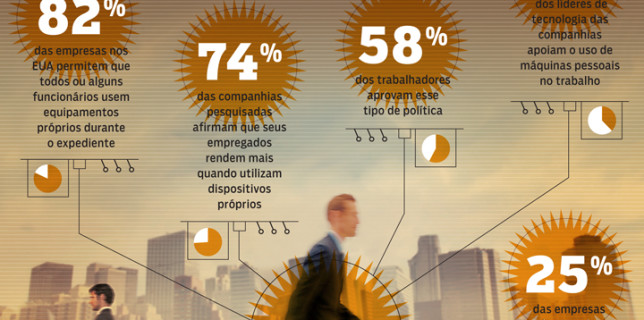 82%
das empresas nos
EUA permitem que
todos ou alguns
funcionários usem
equipamentos
próprios durante
o expediente
74%
das companhias
pesquisadas
afirmam que seus
empregados
rendem mais
quando utilizam
dispositivos
próprios
58%
dos trabalhadores
aprovam esse
tipo de política
dos líderes de
tecnologia das
companhias
apoiam o uso de
máquinas pessoais
no trabalho
25%
das empresas